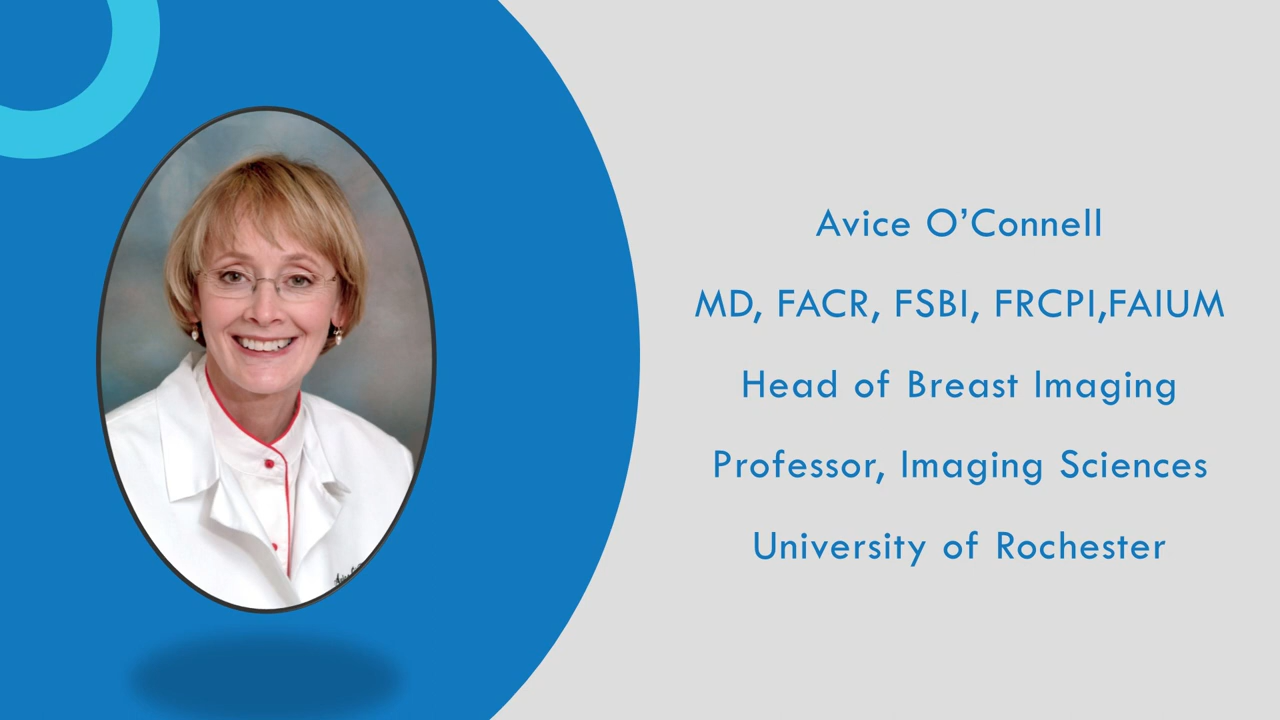 Avice O’Connell
MD, FACR, FSBI, FRCPI,FAIUM
Head of Breast Imaging
Professor, Imaging Sciences
University of Rochester